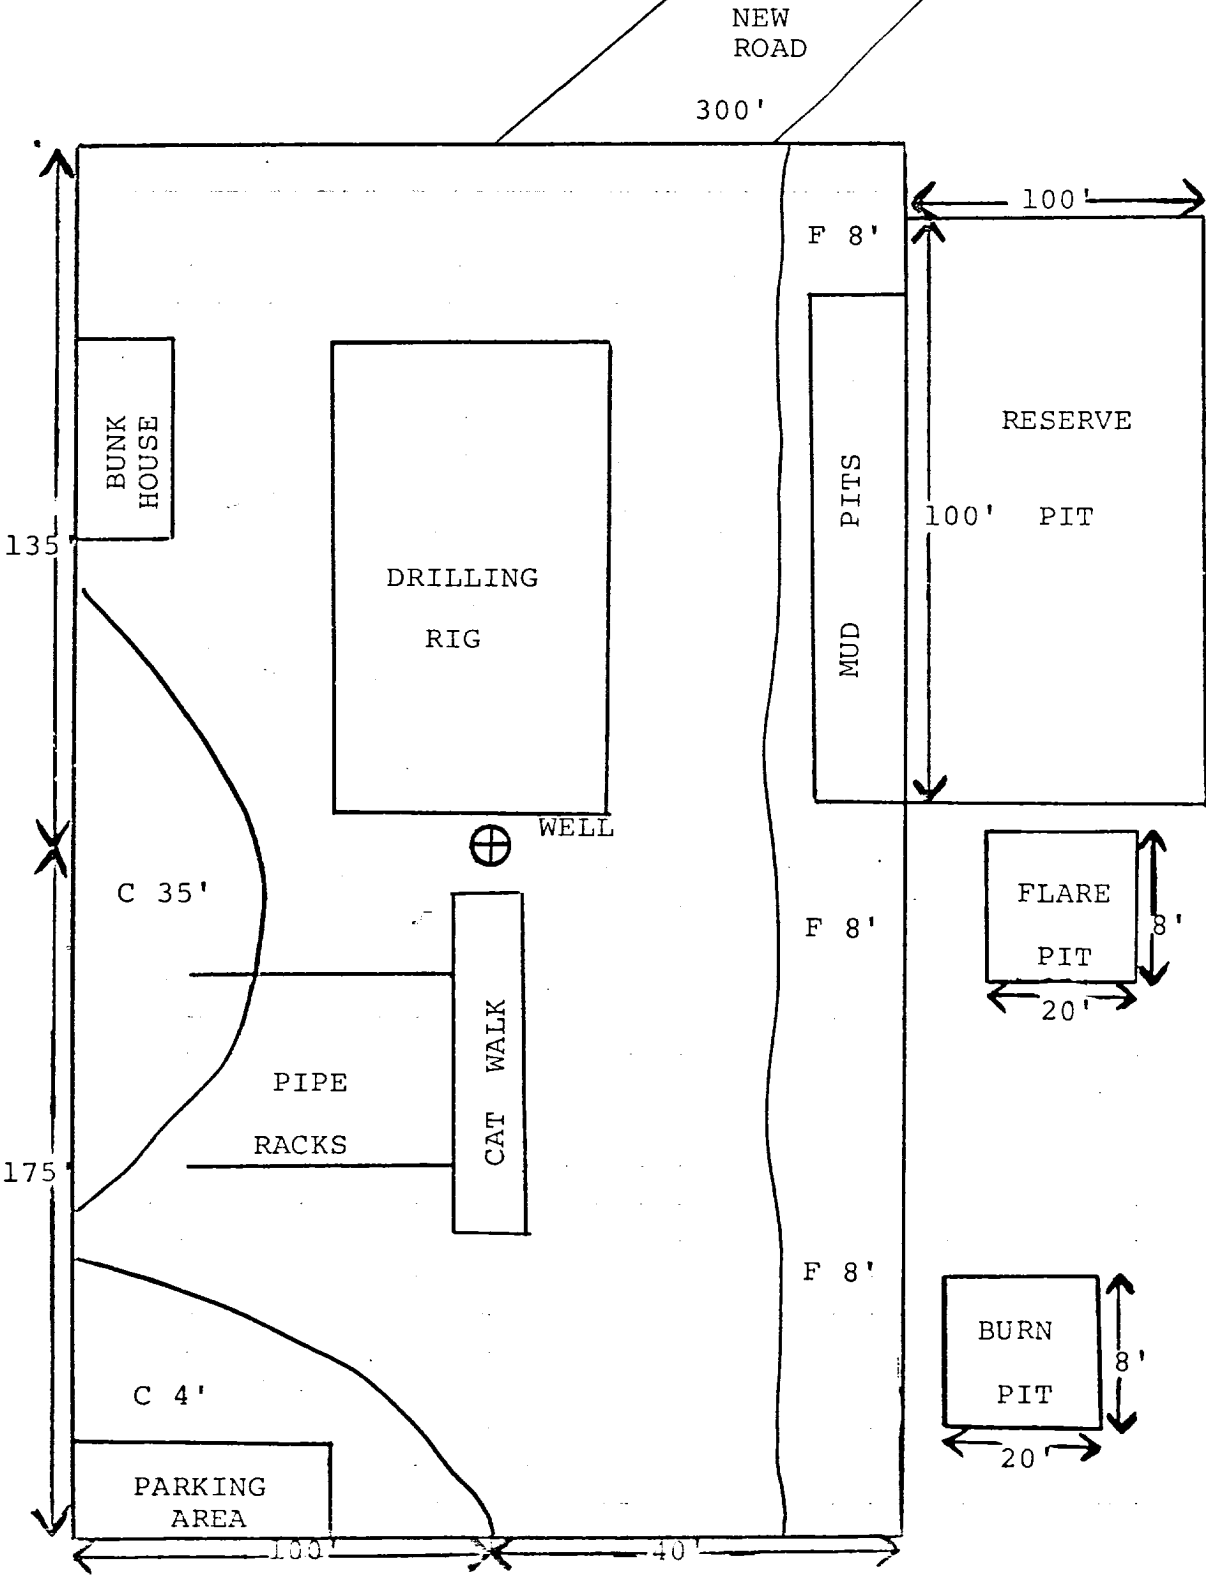 NEW
ROAD
300'
100'
F 8'
BUNK
HOUSE
RESERVE
PIT
100'
MUD PITS
135'
DRILLING
RIG
WELL
C 35'
F 8'
FLARE
PIT
8'
20'
CAT WALK
PIPE
RACKS
175'
F 8'
BURN
PIT
8'
20'
C 4'
PARKING
AREA
100'
40'